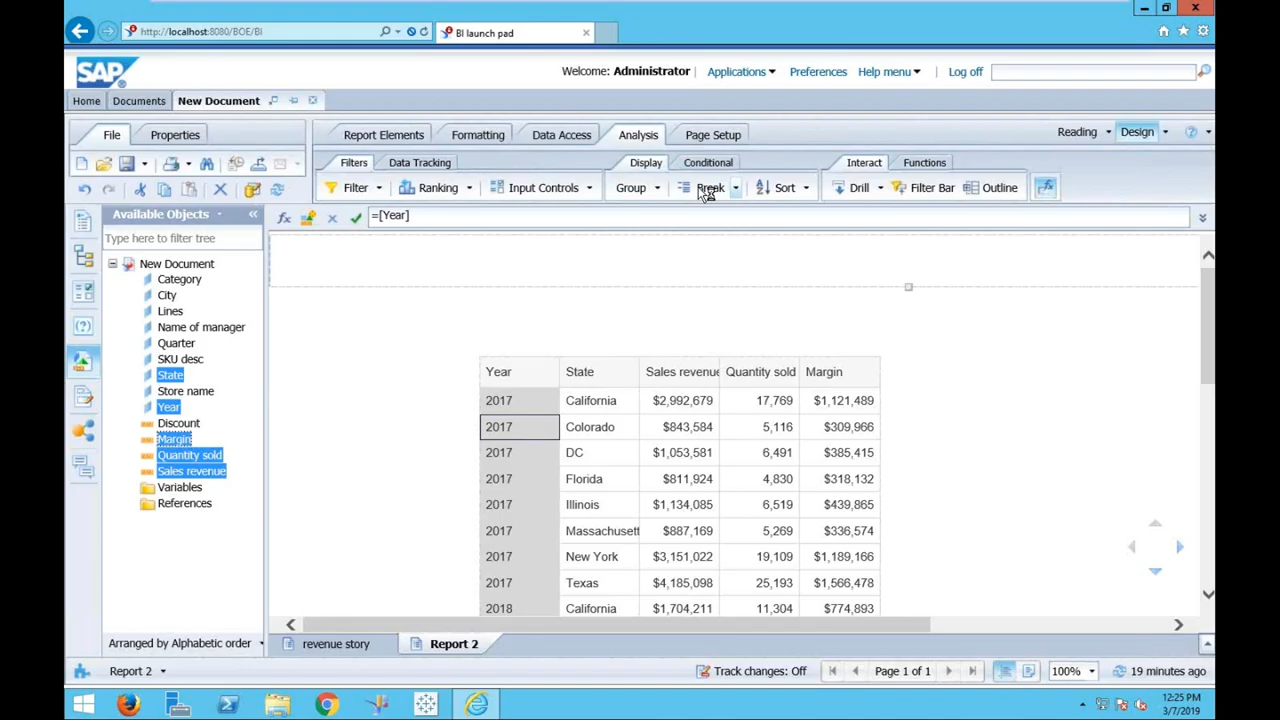 http://localhost:8080/BOE/BI
BI launch pad
SAP
Welcome: Administrator
Applications
Preferences
Help menu
Log off
Home
Documents
New Document
File
Properties
Report Elements
Formatting
Data Access
Analysis
Page Setup
Reading
Design
Filters
Data Tracking
Display
Conditional
Interact
Functions
Filter
Ranking
Input Controls
Group
Break
Sort
Drill
Filter Bar
Outline
Available Objects
fx
=[Year]
Type here to filter tree
New Document
Category
City
Lines
Name of manager
Quarter
SKU desc
State
Store name
Year
Discount
Margin
Quantity sold
Sales revenue
Variables
References
Arranged by Alphabetic order
Year State Sales revenue Quantity sold Margin
2017 California $2,992,679 17,769 $1,121,489
2017 Colorado $843,584 5,116 $309,966
2017 DC $1,053,581 6,491 $385,415
2017 Florida $811,924 4,830 $318,132
2017 Illinois $1,134,085 6,519 $439,865
2017 Massachusett $887,169 5,269 $336,574
2017 New York $3,151,022 19,109 $1,189,166
2017 Texas $4,185,098 25,193 $1,566,478
2018 California $1,704,211 11,304 $774,893
revenue story
Report 2
Report 2
Track changes: Off
Page 1 of 1
100%
19 minutes ago
12:25 PM
3/7/2019